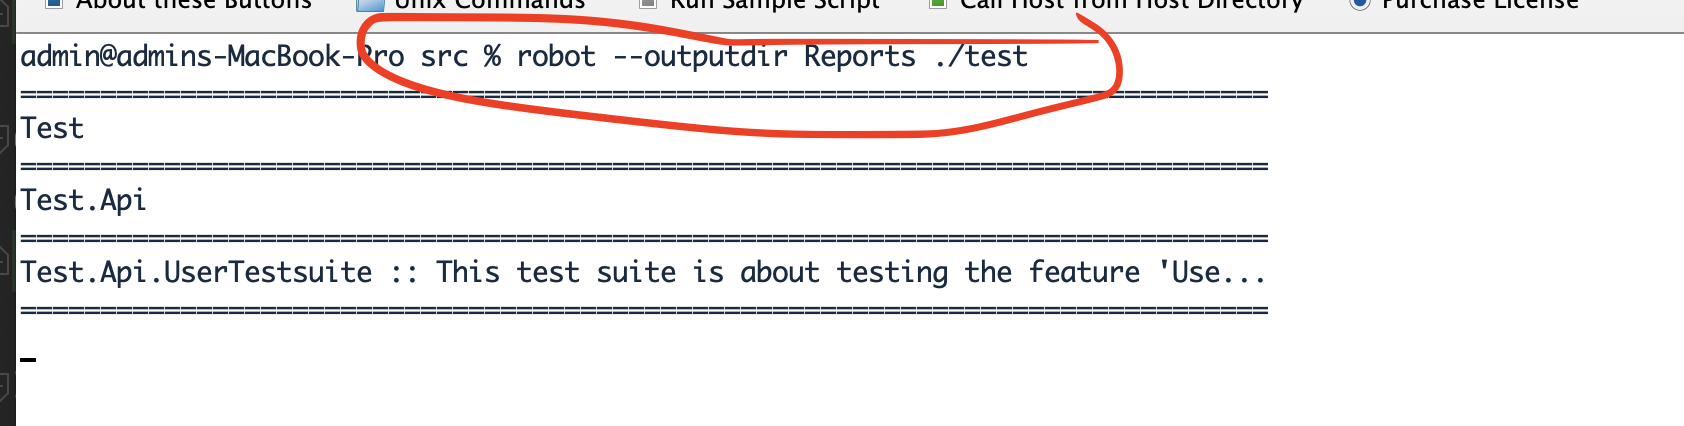 About these Buttons Unix Commands Run Sample Script Call Host from Host Directory Purchase License
admin@admins-MacBook-Pro src % robot --outputdir Reports ./test
==============================================================================
Test
==============================================================================
Test.Api
==============================================================================
Test.Api.UserTestsuite :: This test suite is about testing the feature 'Use...
==============================================================================